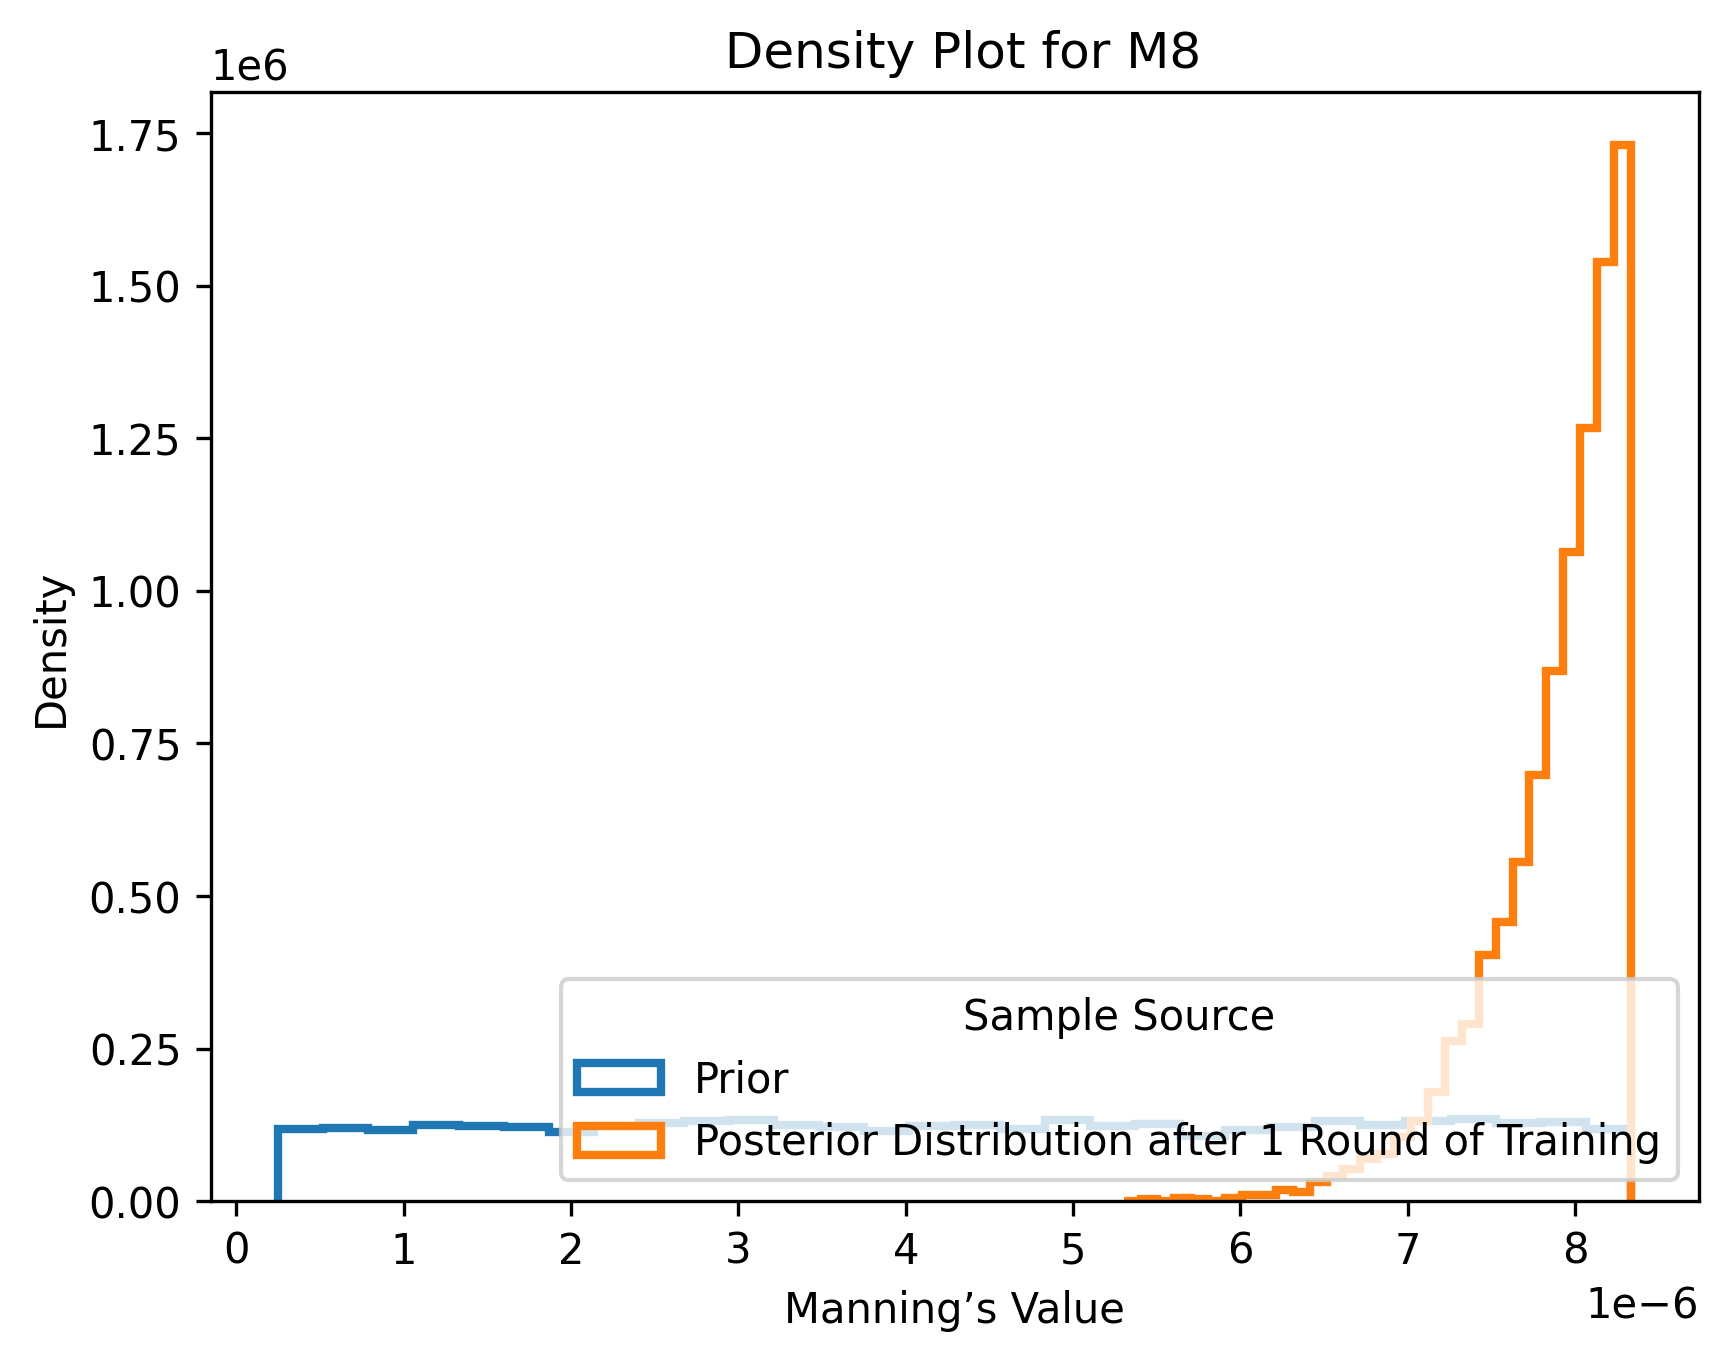 Density Plot for M8
1e6
1.75
1.50
1.25
1.00
0.75
0.50
0.25
0.00
Density
Sample Source
Prior
Posterior Distribution after 1 Round of Training
0 1 2 3 4 5 6 7 8
Manning’s Value
1e−6